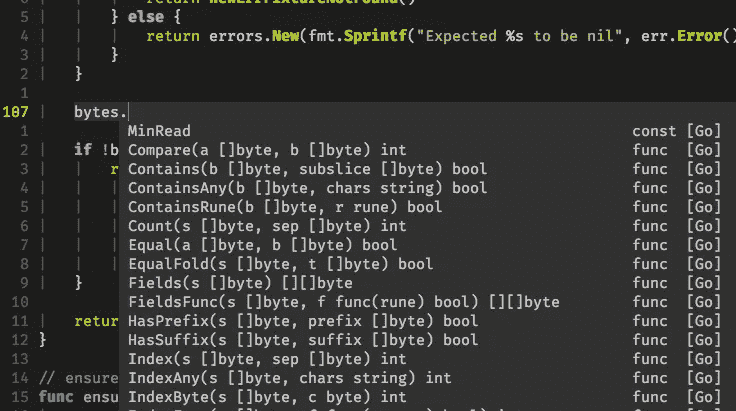 5 | | } else {
4 | | | return errors.New(fmt.Sprintf("Expected %s to be nil", err.Error()
3 | | }
2 | }
1
107 | bytes.
1 | MinRead const [Go]
2 | if !b Compare(a []byte, b []byte) int func [Go]
3 | | r Contains(b []byte, subslice []byte) bool func [Go]
4 | | | ContainsAny(b []byte, chars string) bool func [Go]
5 | | | ContainsRune(b []byte, r rune) bool func [Go]
6 | | | Count(s []byte, sep []byte) int func [Go]
7 | | | Equal(a []byte, b []byte) bool func [Go]
8 | | | EqualFold(s []byte, t []byte) bool func [Go]
9 | } Fields(s []byte) [][]byte func [Go]
10 FieldsFunc(s []byte, f func(rune) bool) [][]byte func [Go]
11 | retur HasPrefix(s []byte, prefix []byte) bool func [Go]
12 } HasSuffix(s []byte, suffix []byte) bool func [Go]
13 Index(s []byte, sep []byte) int func [Go]
14 // ensure IndexAny(s []byte, chars string) int func [Go]
15 func ensu IndexByte(s []byte, c byte) int func [Go]